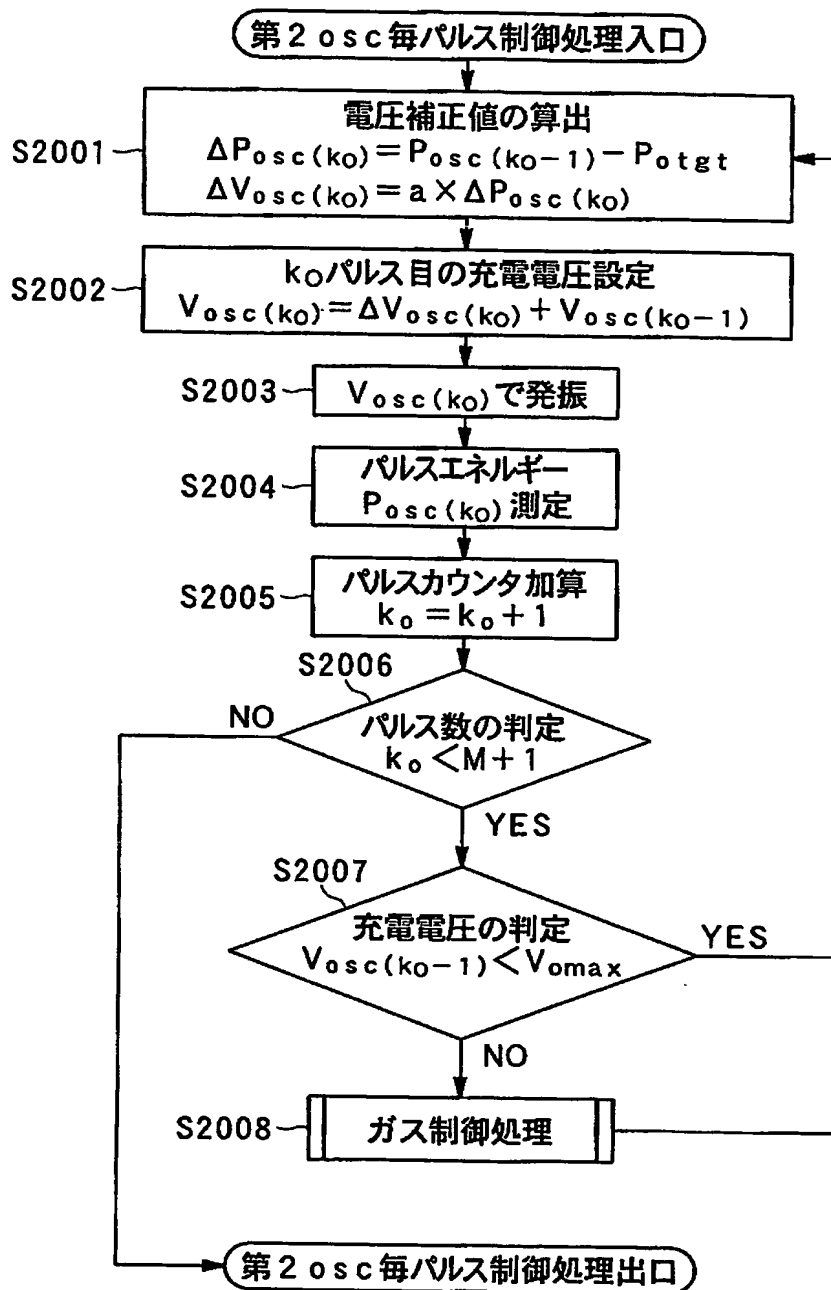 第2osc毎パルス制御処理入口
S2001
電圧補正値の算出
ΔPosc(ko)=Posc(ko-1)-Potgt
ΔVosc(ko)=a×ΔPosc(ko)
S2002
koパルス目の充電電圧設定
Vosc(ko)=ΔVosc(ko)+Vosc(ko-1)
S2003
Vosc(ko)で発振
S2004
パルスエネルギー
Posc(ko)測定
S2005
パルスカウンタ加算
ko=ko+1
S2006
NO
パルス数の判定
ko<M+1
YES
S2007
充電電圧の判定
Vosc(ko-1)<Vomax
YES
NO
S2008
ガス制御処理
第2osc毎パルス制御処理出口